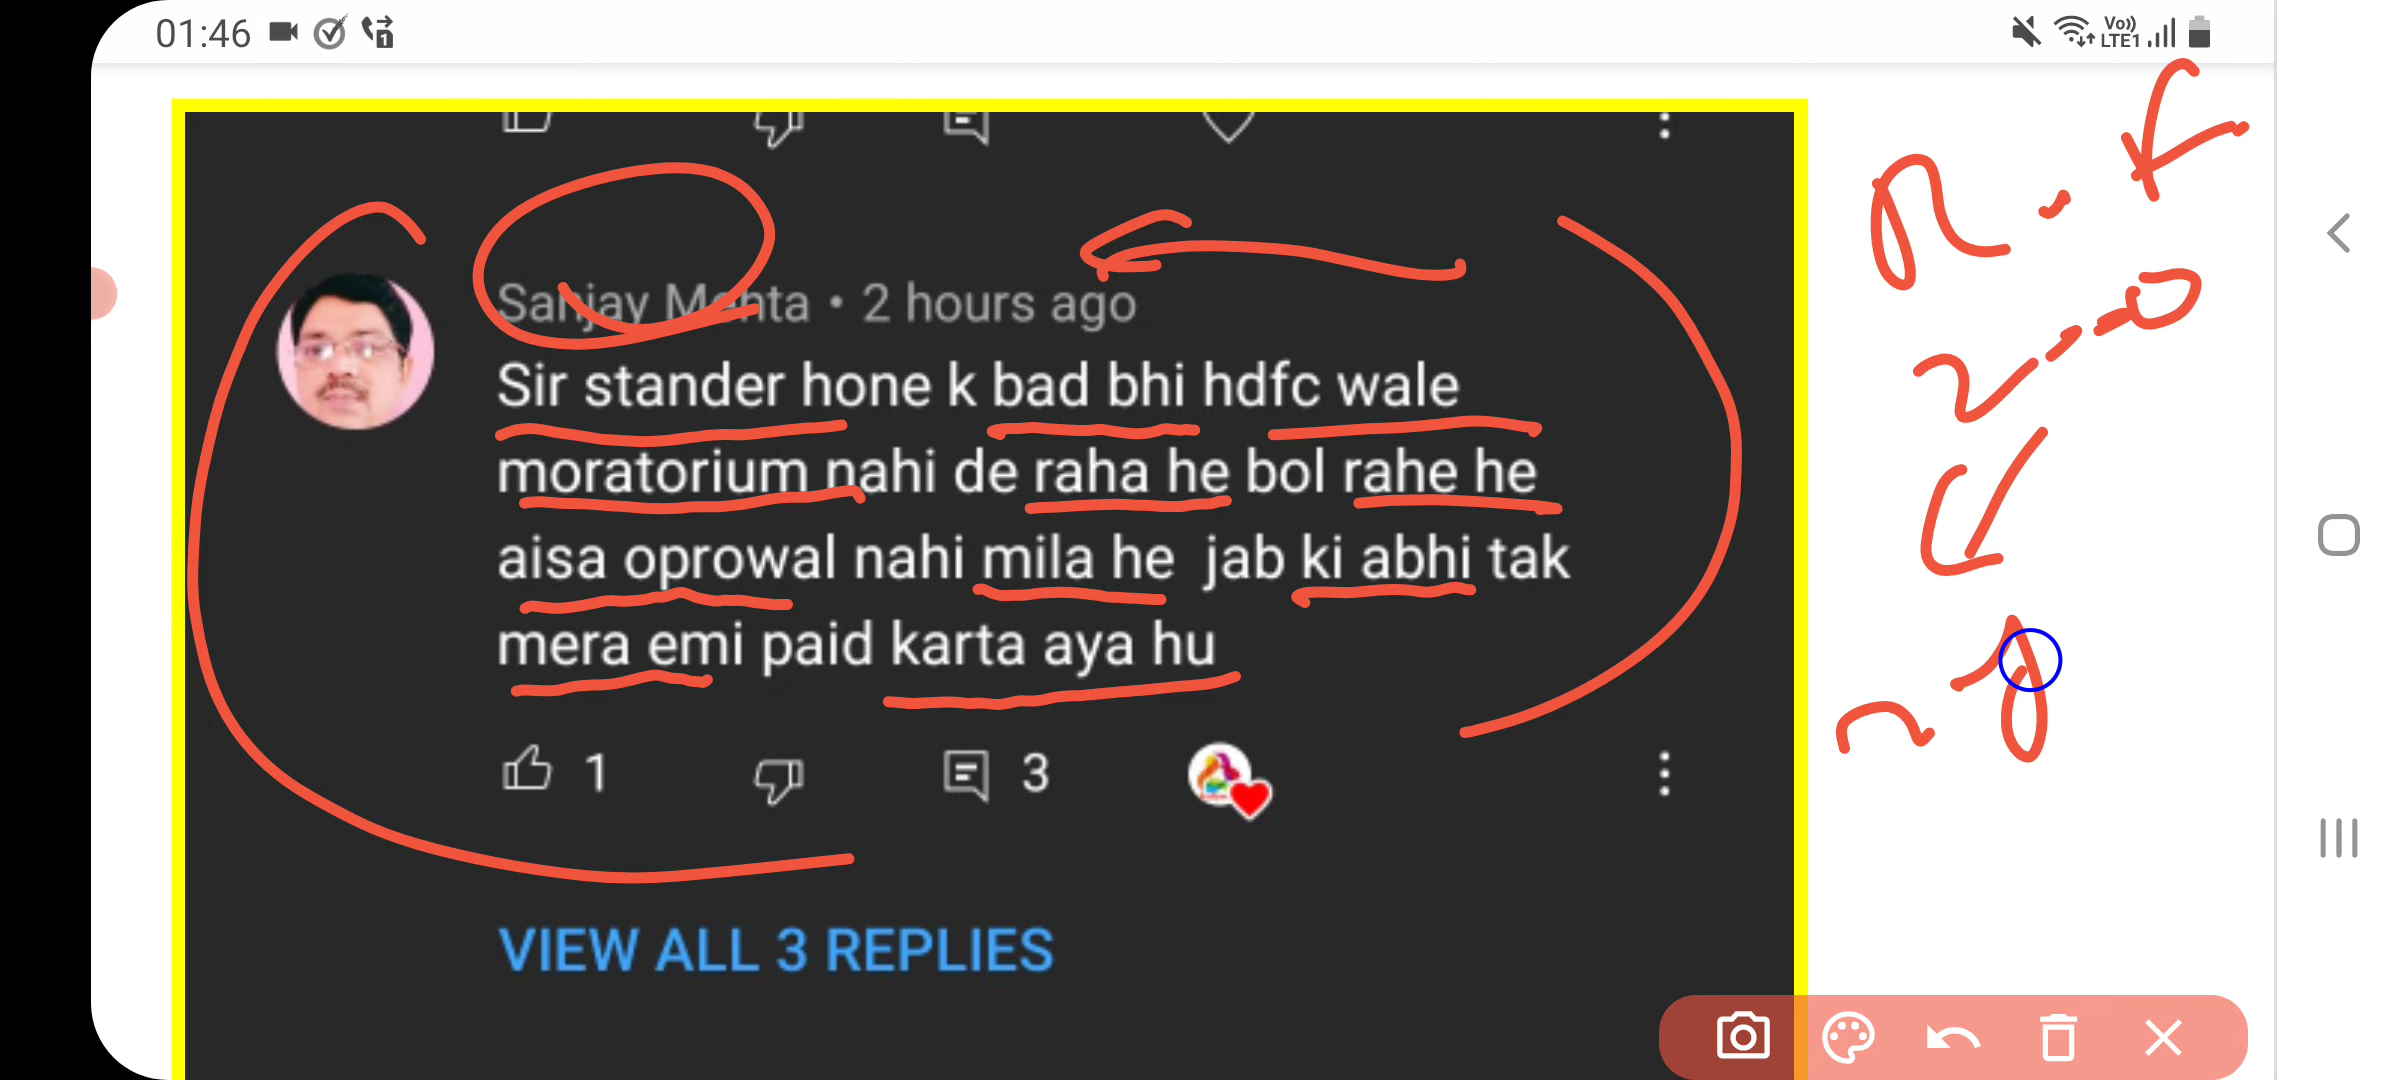 01:46
Vo)) LTE1
Sanjay Mehta • 2 hours ago
Sir stander hone k bad bhi hdfc wale
moratorium nahi de raha he bol rahe he
aisa oprowal nahi mila he jab ki abhi tak
mera emi paid karta aya hu
1 3
VIEW ALL 3 REPLIES